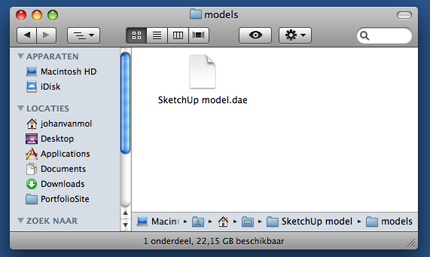 models
APPARATEN
Macintosh HD
iDisk
LOCATIES
johanvanmol
Desktop
Applications
Documents
Downloads
PortfolioSite
ZOEK NAAR
SketchUp model.dae
Macint
SketchUp model
models
1 onderdeel, 22,15 GB beschikbaar